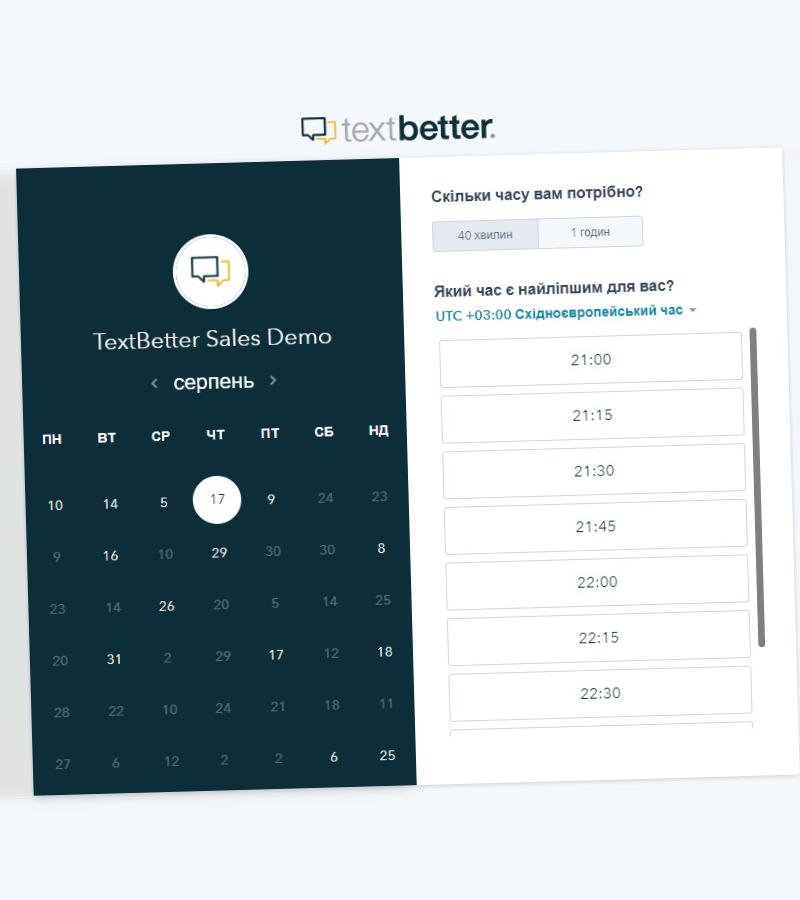 textbetter.
TextBetter Sales Demo
серпень
ПН ВТ СР ЧТ ПТ СБ НД
10 14 5 17 9 24 23
9 16 10 29 30 30 8
23 14 26 20 5 14 25
20 31 2 29 17 12 18
28 22 10 24 21 18 11
27 6 12 2 2 6 25
Скільки часу вам потрібно?
40 хвилин 1 годин
Який час є найліпшим для вас?
UTC +03:00 Східноєвропейський час
21:00
21:15
21:30
21:45
22:00
22:15
22:30